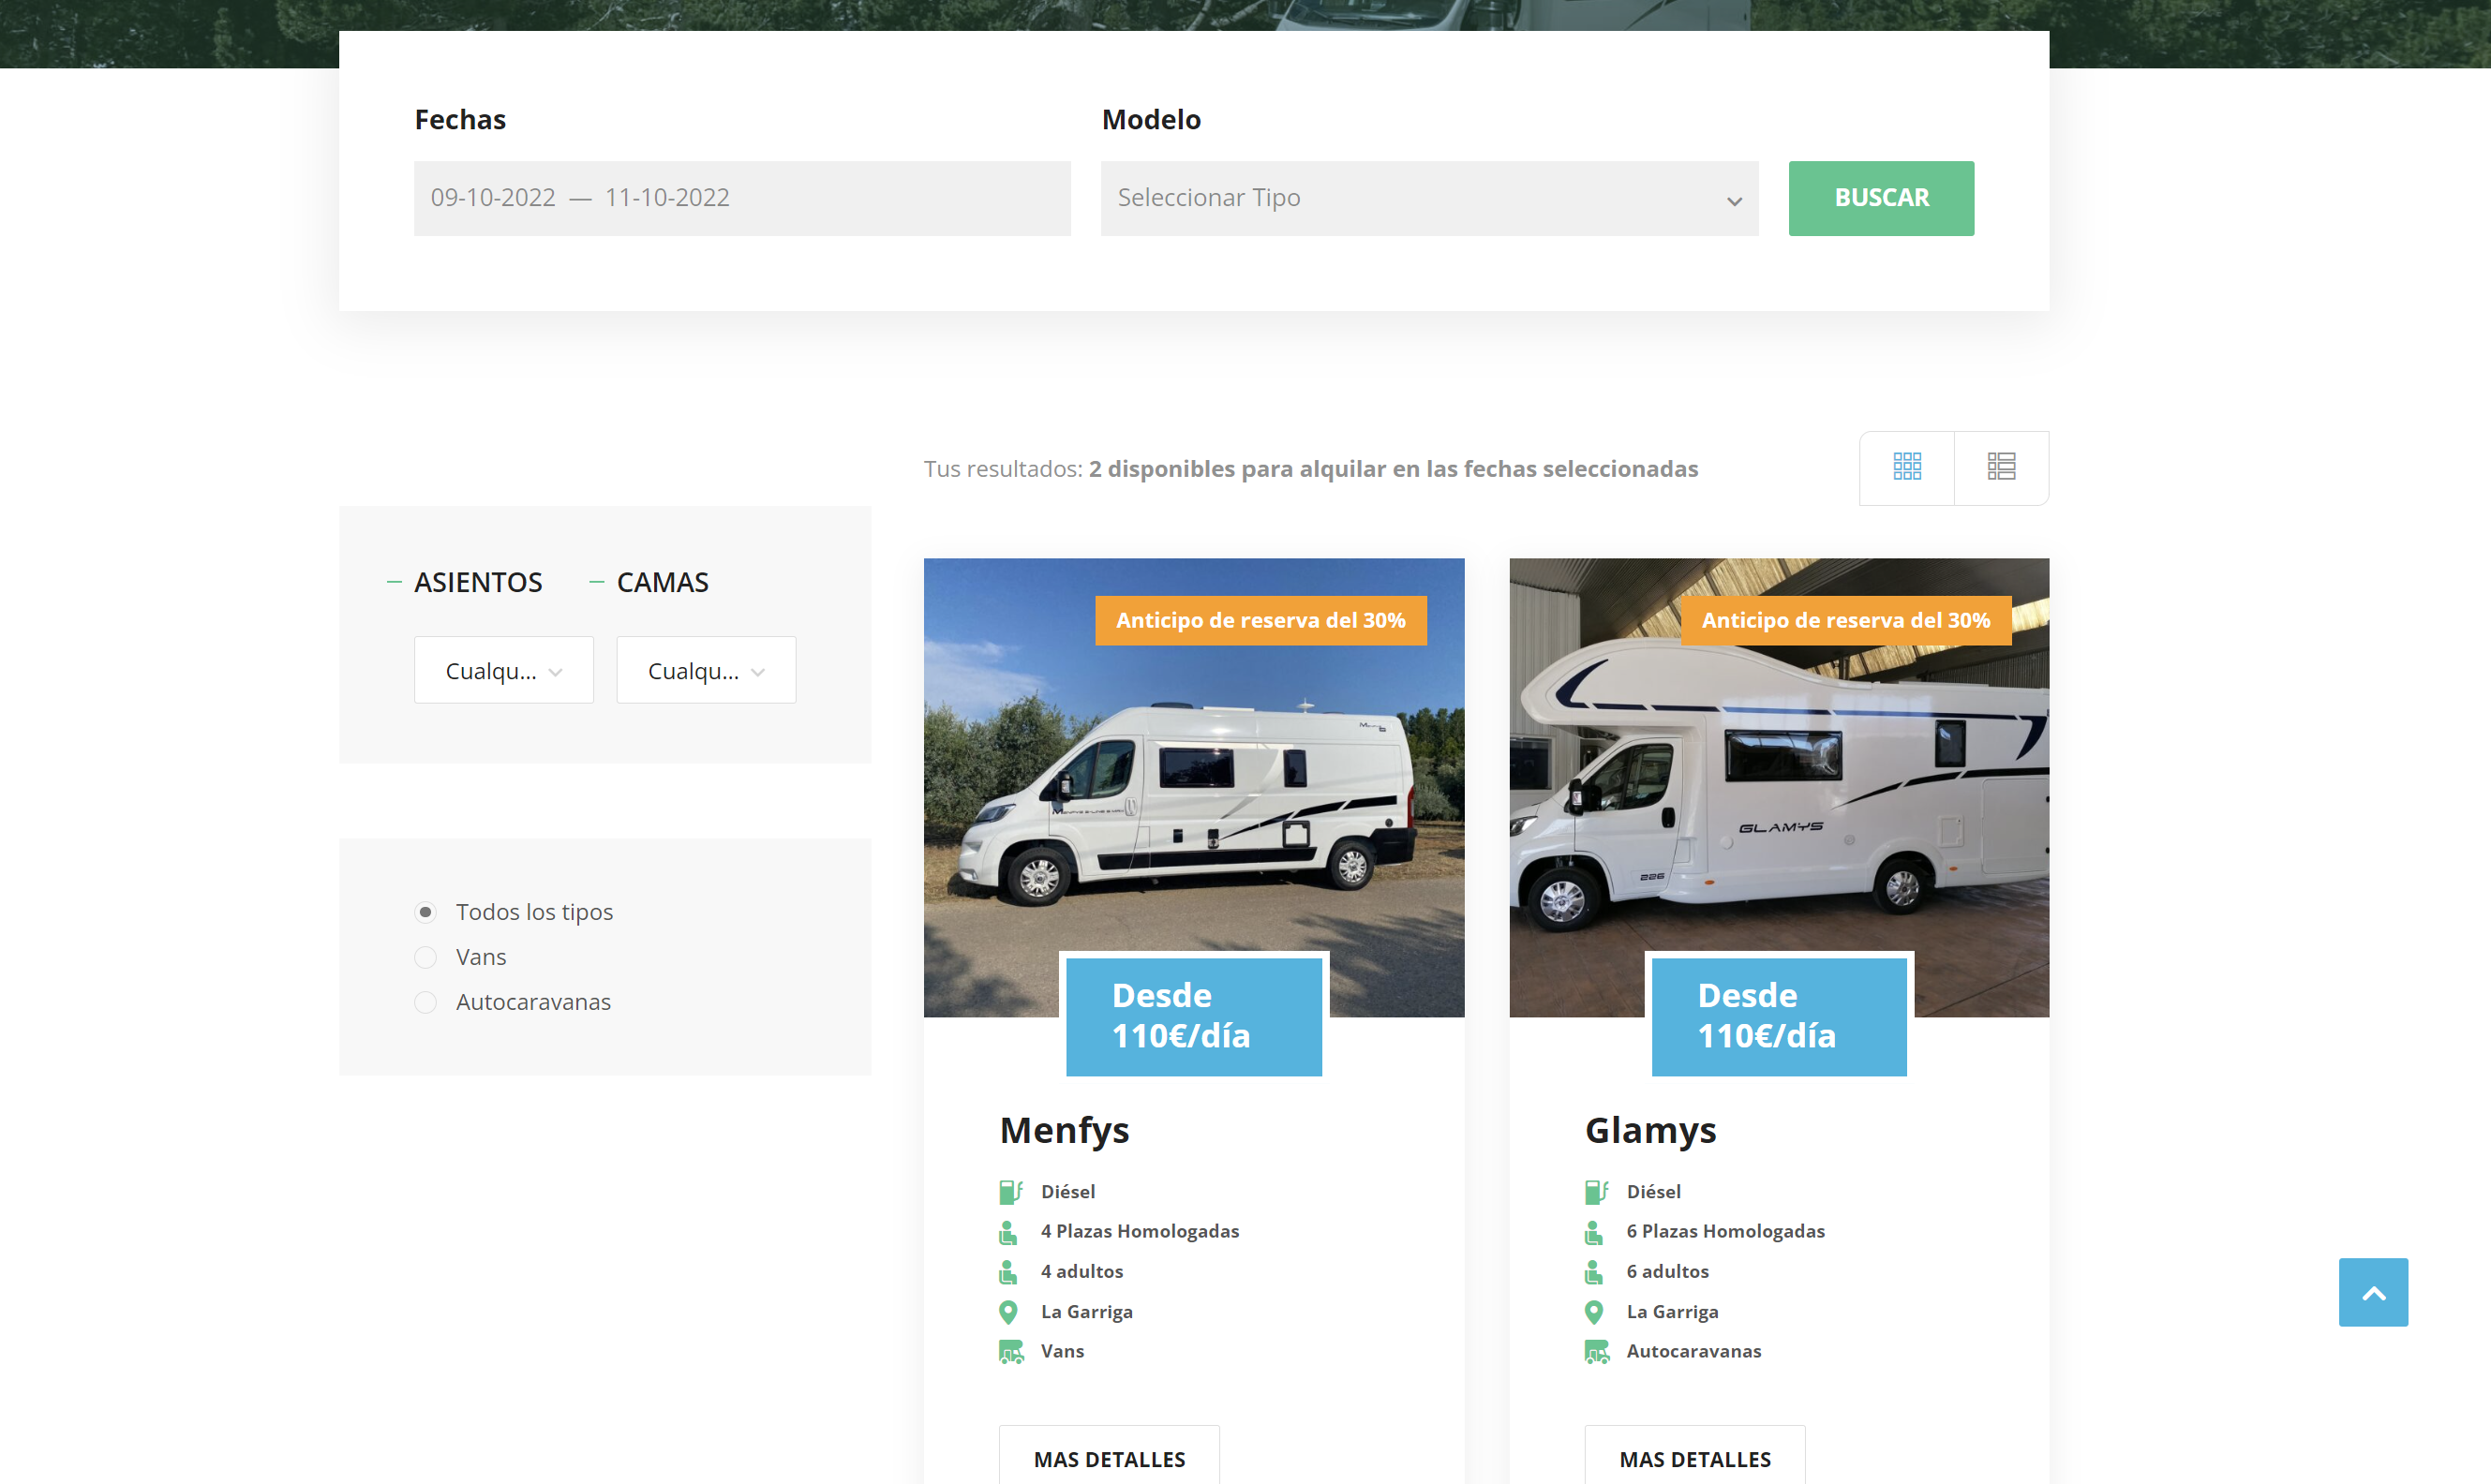 Fechas
Modelo
09-10-2022 — 11-10-2022
Seleccionar Tipo
BUSCAR
Tus resultados: 2 disponibles para alquilar en las fechas seleccionadas
ASIENTOS
CAMAS
Cualqu...
Cualqu...
Todos los tipos
Vans
Autocaravanas
Anticipo de reserva del 30%
Desde
110€/día
Menfys
Diésel
4 Plazas Homologadas
4 adultos
La Garriga
Vans
MAS DETALLES
Anticipo de reserva del 30%
GLAMYS
226
Desde
110€/día
Glamys
Diésel
6 Plazas Homologadas
6 adultos
La Garriga
Autocaravanas
MAS DETALLES